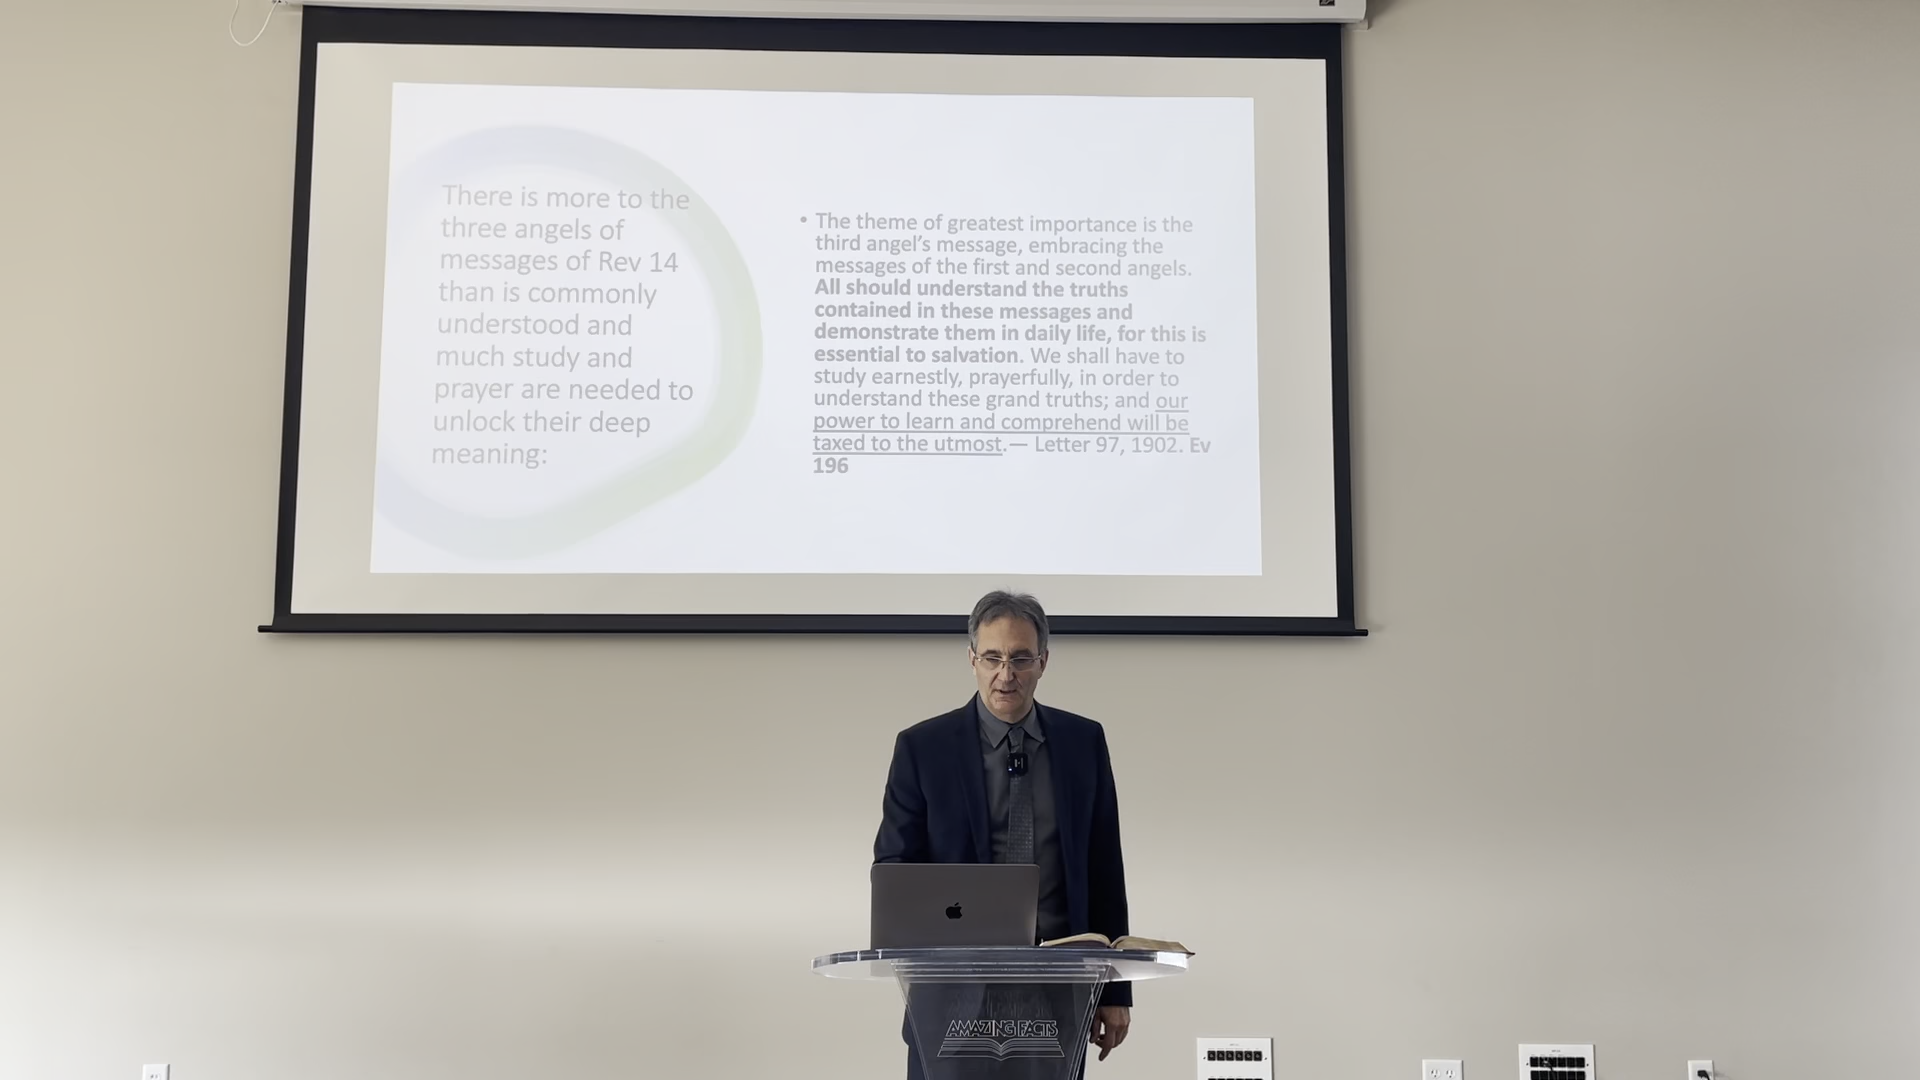 There is more to the
three angels of
messages of Rev 14
than is commonly
understood and
much study and
prayer are needed to
unlock their deep
meaning:
• The theme of greatest importance is the
third angel's message, embracing the
messages of the first and second angels.
All should understand the truths
contained in these messages and
demonstrate them in daily life, for this is
essential to salvation. We shall have to
study earnestly, prayerfully, in order to
understand these grand truths; and our
power to learn and comprehend will be
taxed to the utmost.— Letter 97, 1902. Ev
196
AMAZING FACTS